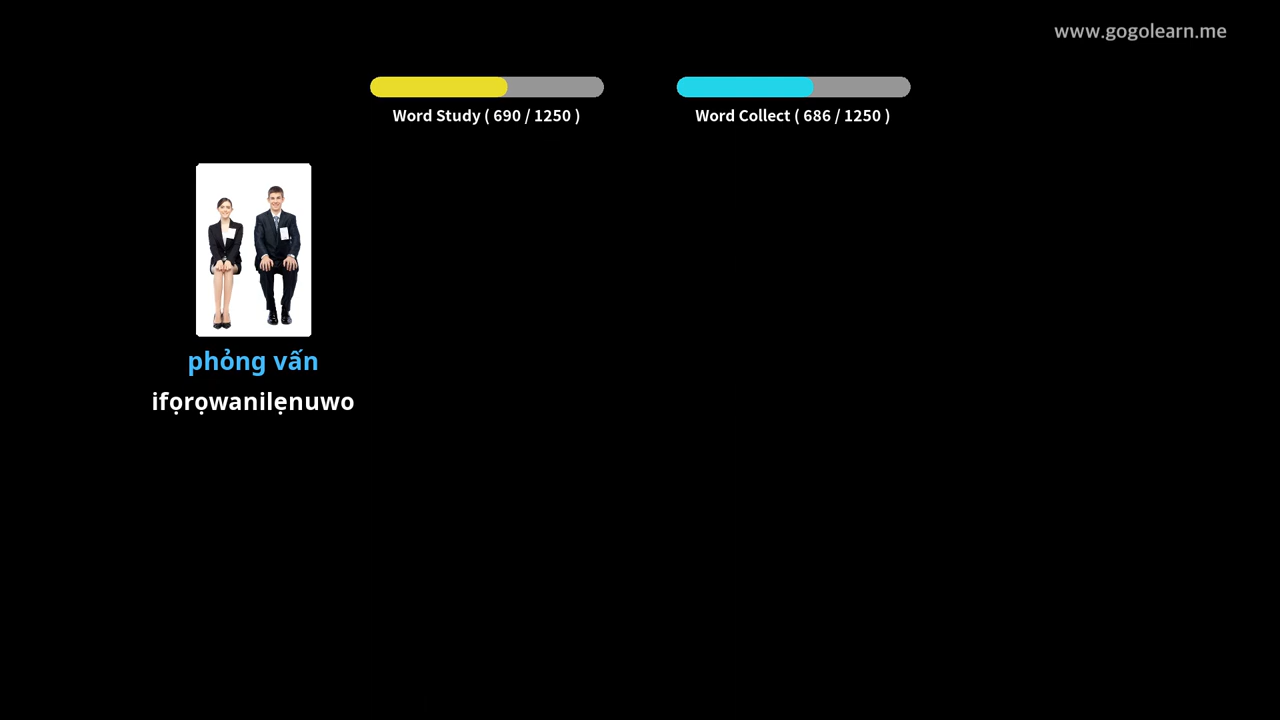 www.gogolearn.me
Word Study ( 690 / 1250 )
Word Collect ( 686 / 1250 )
phỏng vấn
ifọrọwanilẹnuwo